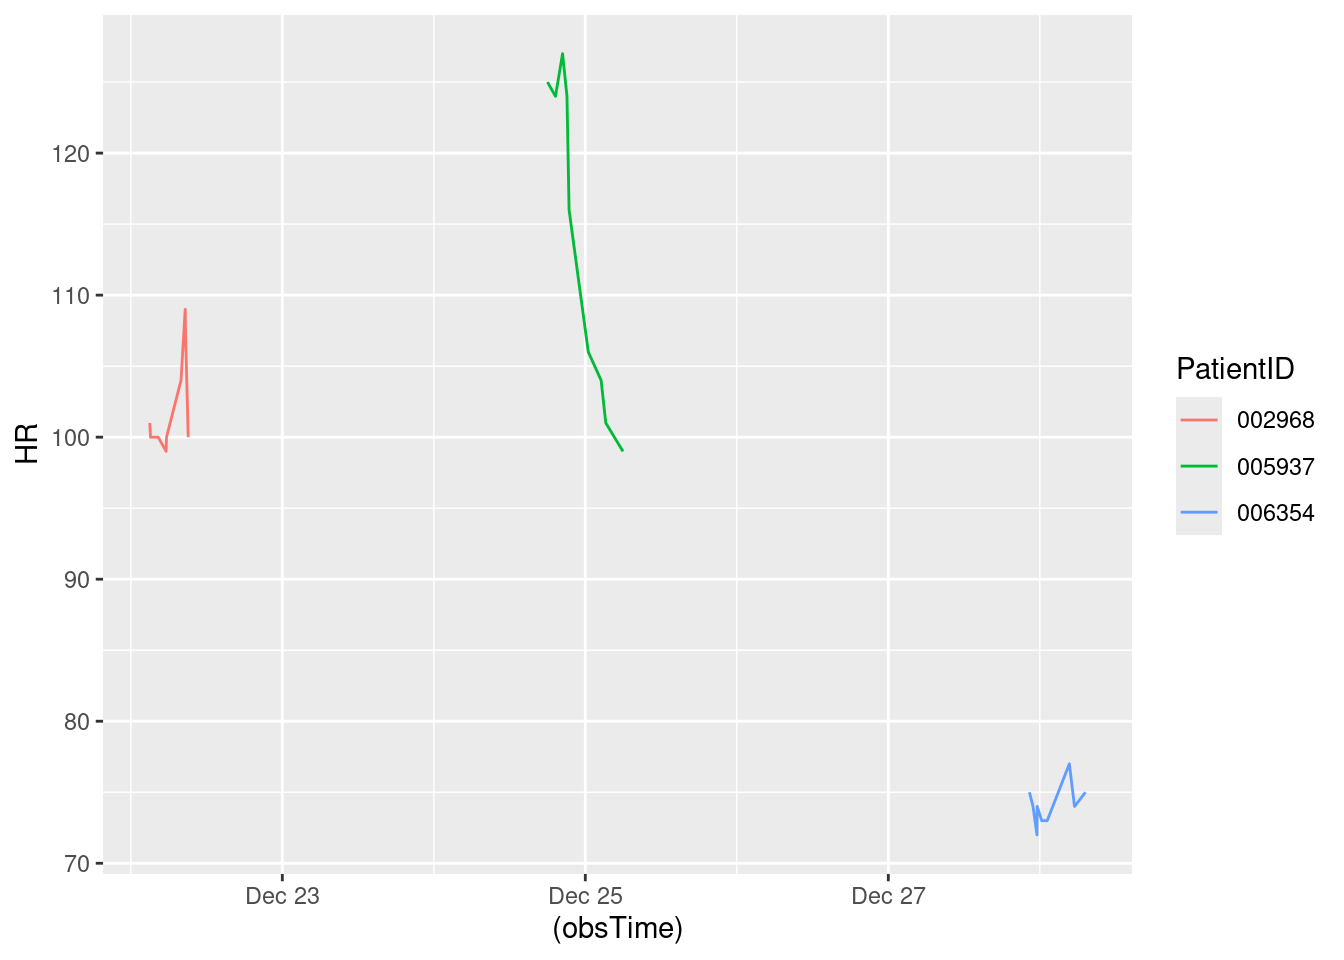 HR
120
110
100
90
80
70
Dec 23
Dec 25
Dec 27
(obsTime)
PatientID
002968
005937
006354